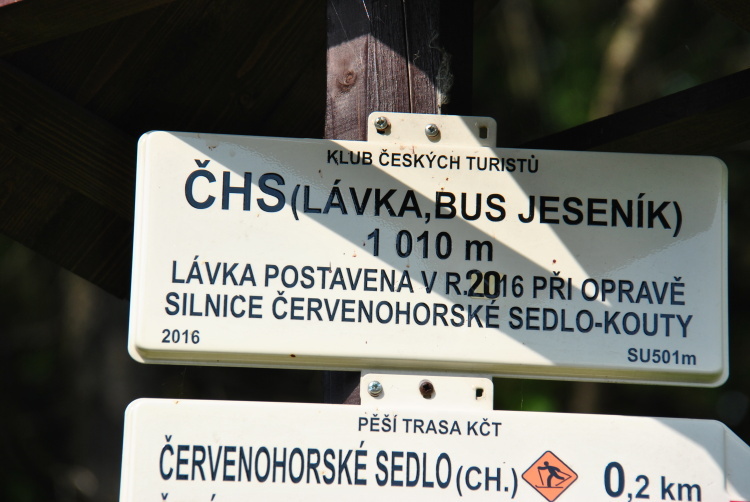 KLUB ČESKÝCH TURISTŮ
ČHS (LÁVKA,BUS JESENÍK)
1 010 m
LÁVKA POSTAVENA V R.2016 PŘI OPRAVĚ
SILNICE ČERVENOHORSKÉ SEDLO-KOUTY
2016 SU501m
PĚŠÍ TRASA KČT
ČERVENOHORSKÉ SEDLO (CH.) 0,2 km